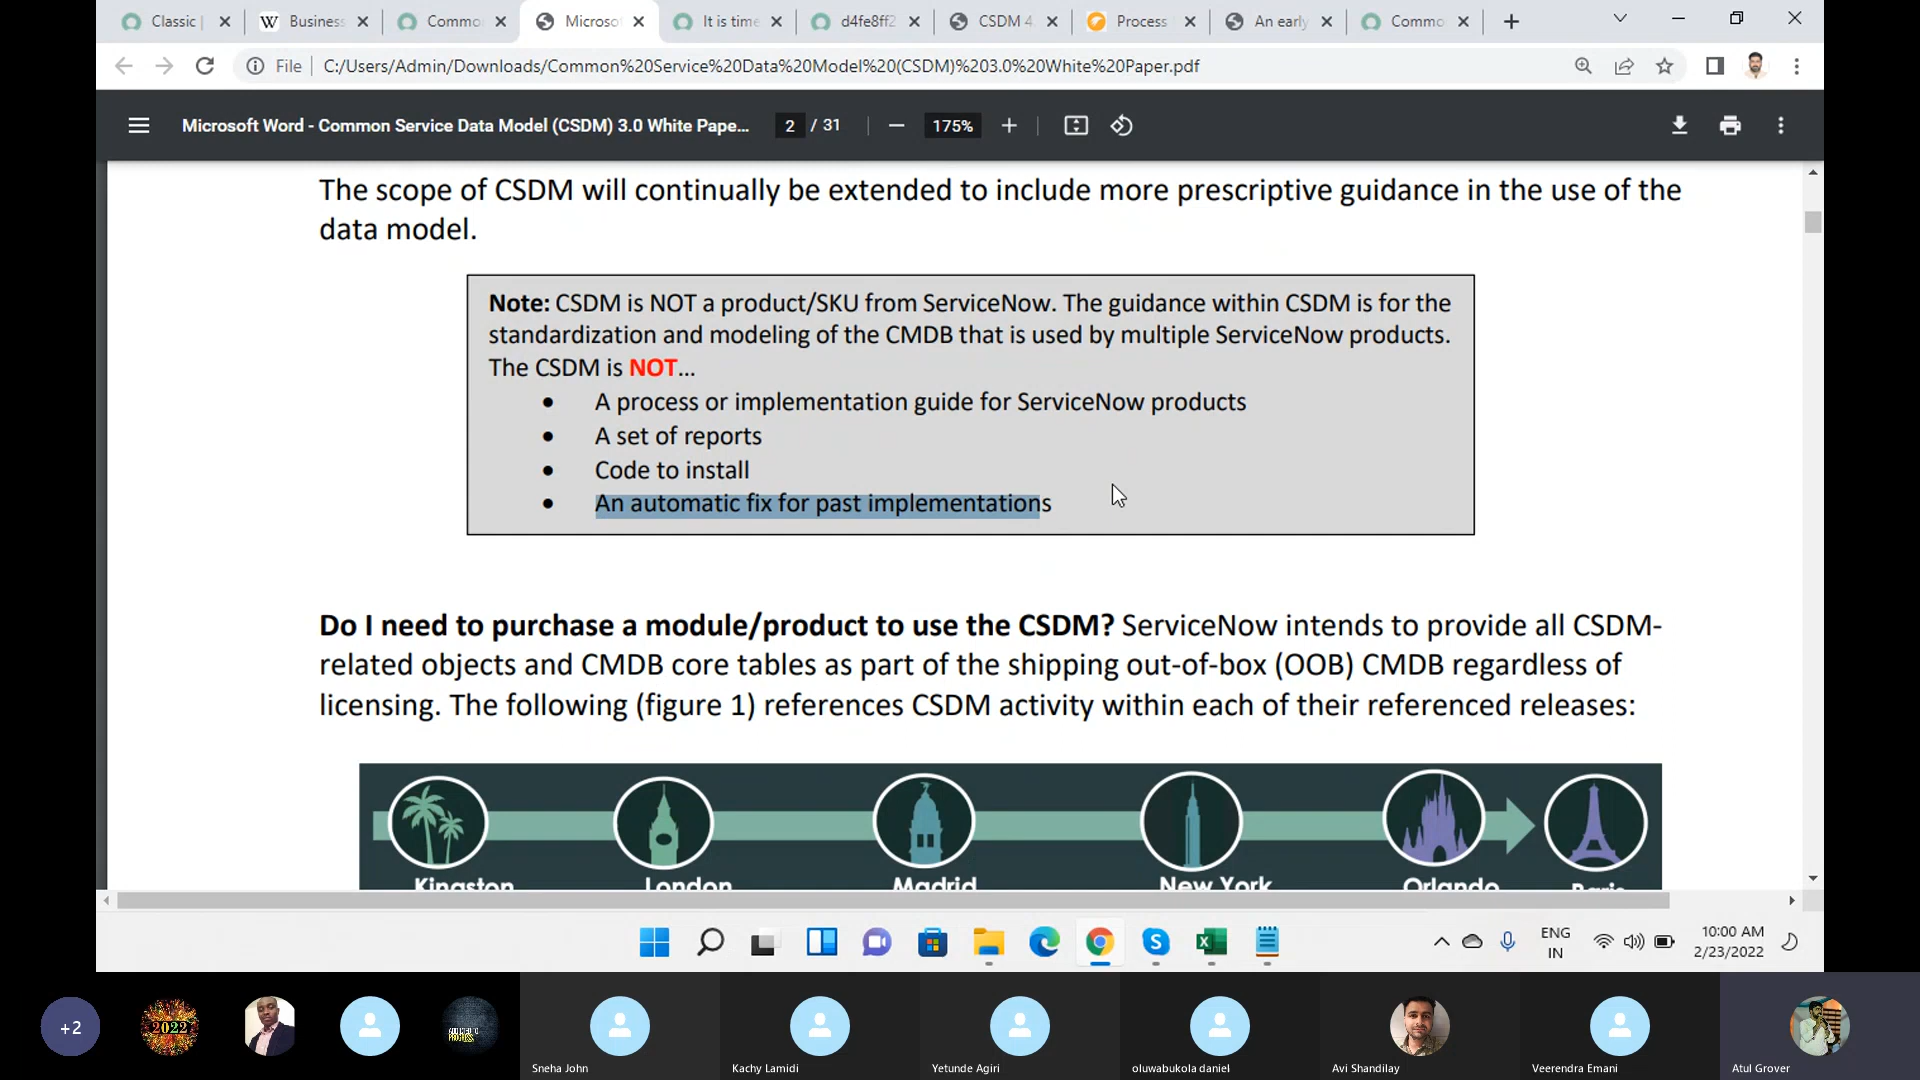 Classic |
Business
Commo
Microso
It is time
d4fe8ff2
CSDM 4
Process
An early
Commo
File
C:/Users/Admin/Downloads/Common%20Service%20Data%20Model%20(CSDM)%203.0%20White%20Paper.pdf
Microsoft Word - Common Service Data Model (CSDM) 3.0 White Pape...
2 / 31
175%
The scope of CSDM will continually be extended to include more prescriptive guidance in the use of the
data model.
Note: CSDM is NOT a product/SKU from ServiceNow. The guidance within CSDM is for the
standardization and modeling of the CMDB that is used by multiple ServiceNow products.
The CSDM is NOT...
• A process or implementation guide for ServiceNow products
• A set of reports
• Code to install
• An automatic fix for past implementations
Do I need to purchase a module/product to use the CSDM? ServiceNow intends to provide all CSDM-
related objects and CMDB core tables as part of the shipping out-of-box (OOB) CMDB regardless of
licensing. The following (figure 1) references CSDM activity within each of their referenced releases:
Kingston
London
Madrid
New York
Orlando
Paris
ENG
IN
10:00 AM
2/23/2022
+2
2022
Sneha John
Kachy Lamidi
Yetunde Agiri
oluwabukola daniel
Avi Shandilay
Veerendra Emani
Atul Grover